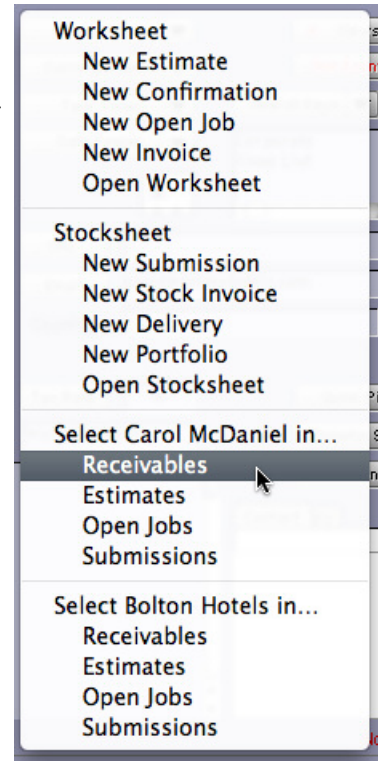 Worksheet
New Estimate
New Confirmation
New Open Job
New Invoice
Open Worksheet
Stocksheet
New Submission
New Stock Invoice
New Delivery
New Portfolio
Open Stocksheet
Select Carol McDaniel in...
Receivables
Estimates
Open Jobs
Submissions
Select Bolton Hotels in...
Receivables
Estimates
Open Jobs
Submissions